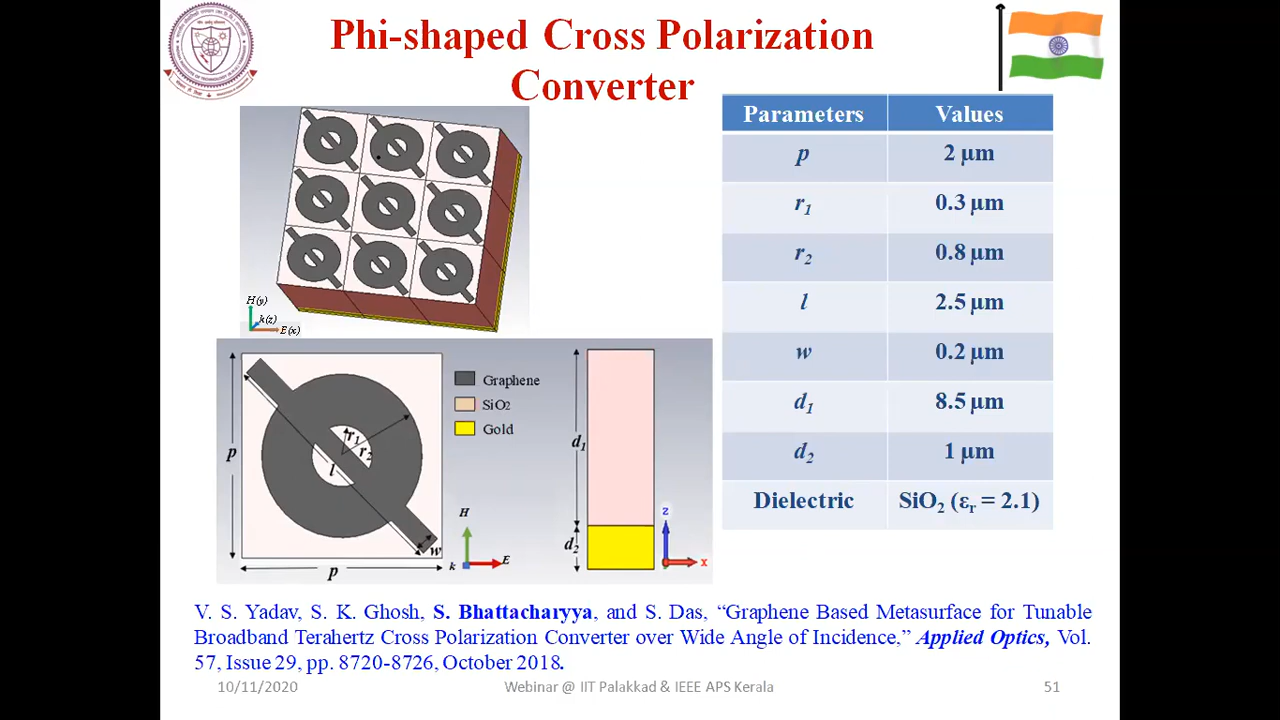 Phi-shaped Cross Polarization
Converter
H(y)
k(z)
E(x)
Parameters Values
p 2 μm
r1 0.3 μm
r2 0.8 μm
l 2.5 μm
w 0.2 μm
d1 8.5 μm
d2 1 μm
Dielectric SiO2 (εr = 2.1)
p
r1
r2
l
w
p
Graphene
SiO2
Gold
H
k
E
d1
d2
z
x
V. S. Yadav, S. K. Ghosh, S. Bhattacharyya, and S. Das, “Graphene Based Metasurface for Tunable
Broadband Terahertz Cross Polarization Converter over Wide Angle of Incidence,” Applied Optics, Vol.
57, Issue 29, pp. 8720-8726, October 2018.
10/11/2020 Webinar @ IIT Palakkad & IEEE APS Kerala 51